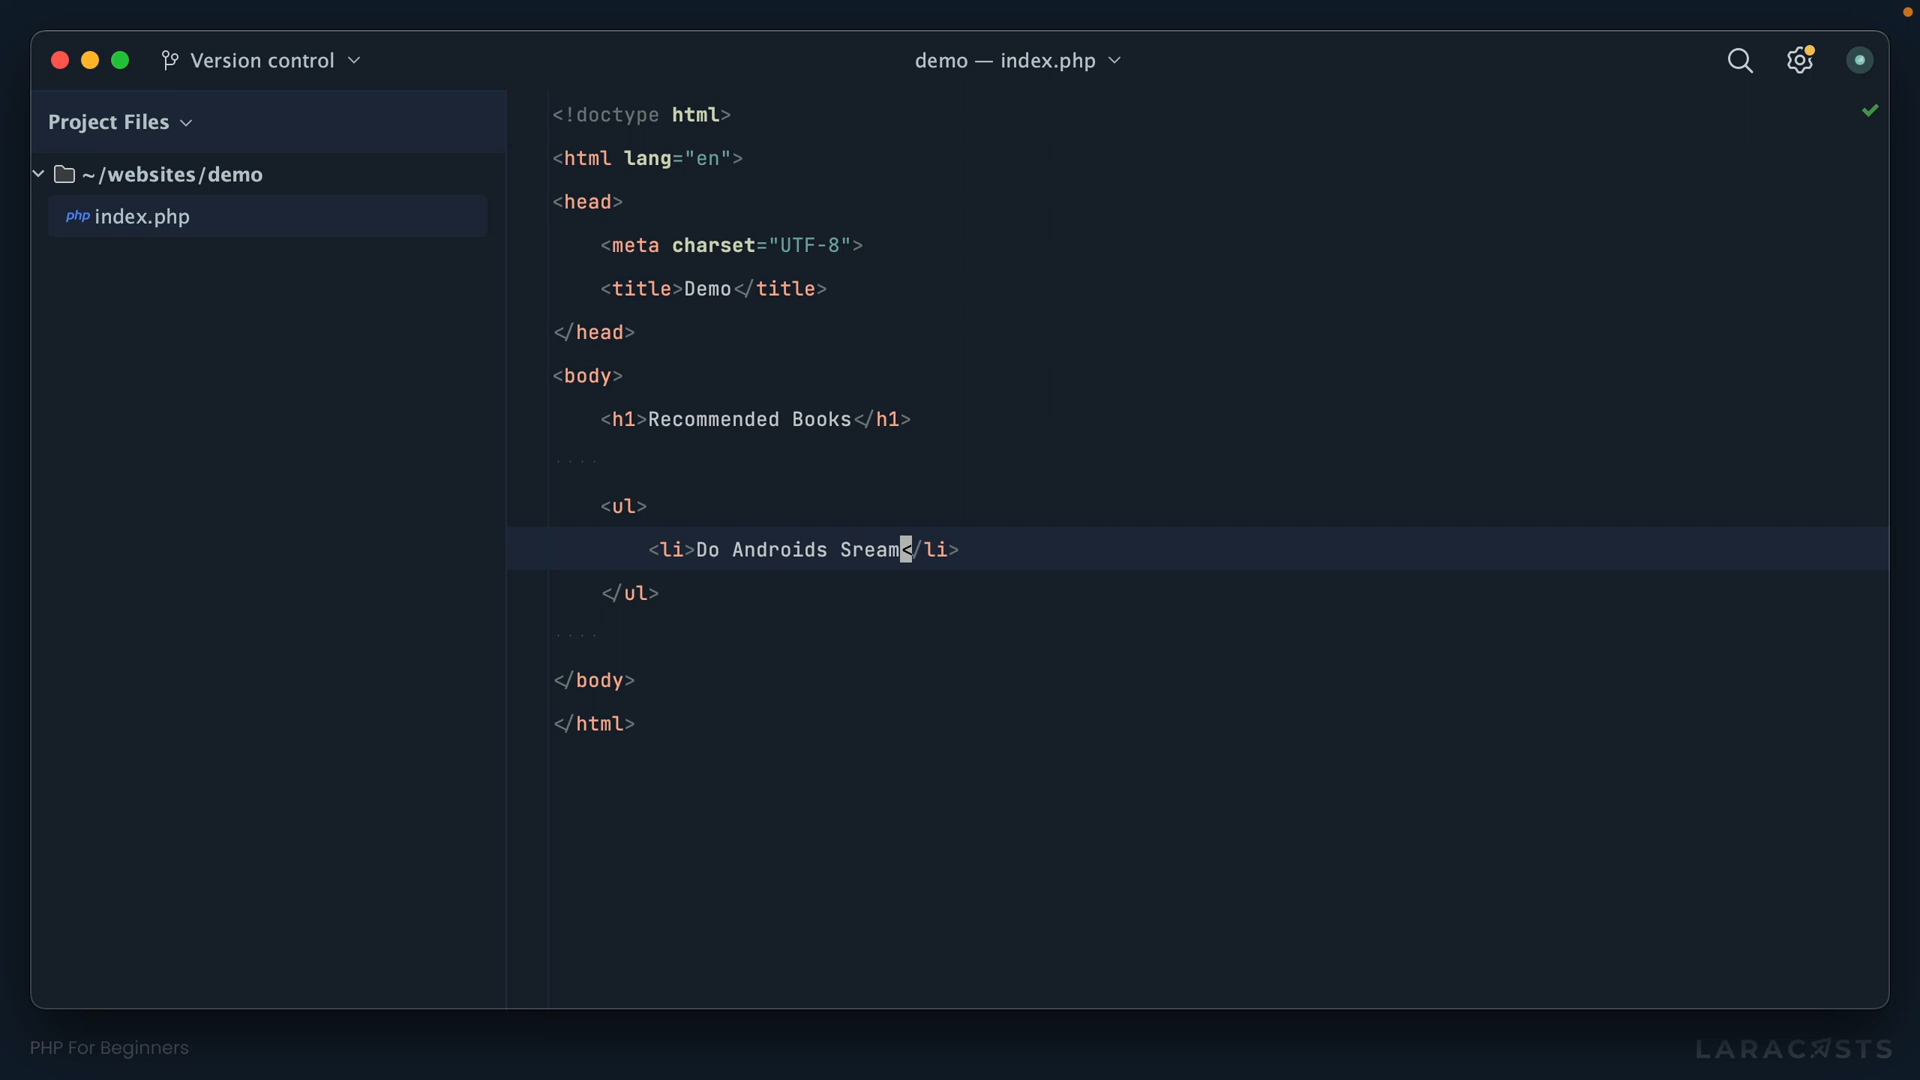 Version control
demo — index.php
Project Files
~/websites/demo
php index.php
<!doctype html>
<html lang="en">
<head>
    <meta charset="UTF-8">
    <title>Demo</title>
</head>
<body>
    <h1>Recommended Books</h1>
    <ul>
        <li>Do Androids Sream</li>
    </ul>
</body>
</html>
PHP For Beginners
LARACASTS